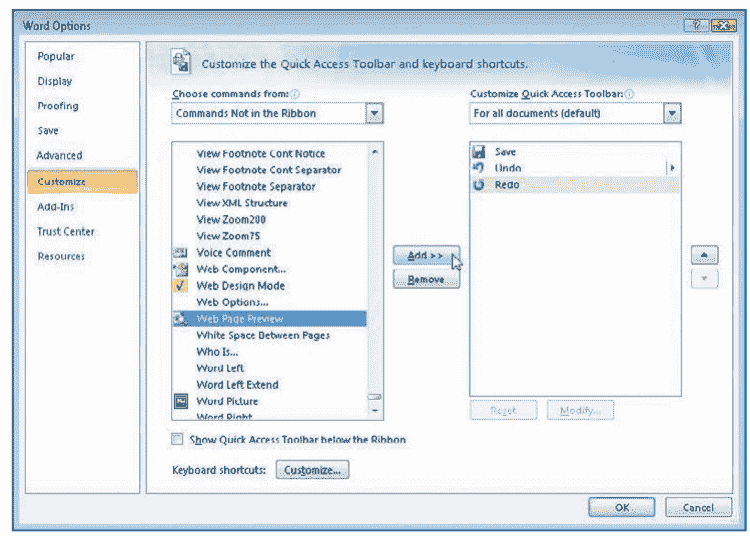 Word Options
Popular
Display
Proofing
Save
Advanced
Customize
Add-Ins
Trust Center
Resources
Customize the Quick Access Toolbar and keyboard shortcuts.
Choose commands from:
Commands Not in the Ribbon
View Footnote Cont Notice
View Footnote Cont Separator
View Footnote Separator
View XML Structure
View Zoom200
View Zoom75
Voice Comment
Web Component...
Web Design Mode
Web Options...
Web Page Preview
White Space Between Pages
Who Is...
Word Left
Word Left Extend
Word Picture
Word Right
Add >>
Remove
Customize Quick Access Toolbar:
For all documents (default)
Save
Undo
Redo
Reset
Modify...
Show Quick Access Toolbar below the Ribbon
Keyboard shortcuts:
Customize...
OK
Cancel